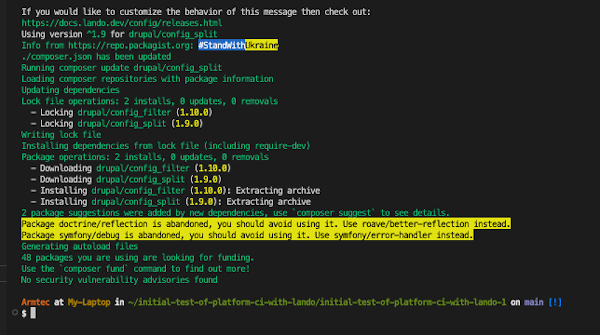 If you would like to customize the behavior of this message then check out:
https://docs.lando.dev/config/releases.html
Using version ^1.9 for drupal/config_split
Info from https://repo.packagist.org: #StandWithUkraine
./composer.json has been updated
Running composer update drupal/config_split
Loading composer repositories with package information
Updating dependencies
Lock file operations: 2 installs, 0 updates, 0 removals
- Locking drupal/config_filter (1.10.0)
- Locking drupal/config_split (1.9.0)
Writing lock file
Installing dependencies from lock file (including require-dev)
Package operations: 2 installs, 0 updates, 0 removals
- Downloading drupal/config_filter (1.10.0)
- Downloading drupal/config_split (1.9.0)
- Installing drupal/config_filter (1.10.0): Extracting archive
- Installing drupal/config_split (1.9.0): Extracting archive
2 package suggestions were added by new dependencies, use `composer suggest` to see details.
Package doctrine/reflection is abandoned, you should avoid using it. Use roave/better-reflection instead.
Package symfony/debug is abandoned, you should avoid using it. Use symfony/error-handler instead.
Generating autoload files
48 packages you are using are looking for funding.
Use the `composer fund` command to find out more!
No security vulnerability advisories found
Armtec at My-Laptop in ~/initial-test-of-platform-ci-with-lando/initial-test-of-platform-ci-with-lando-1 on main [!]
$